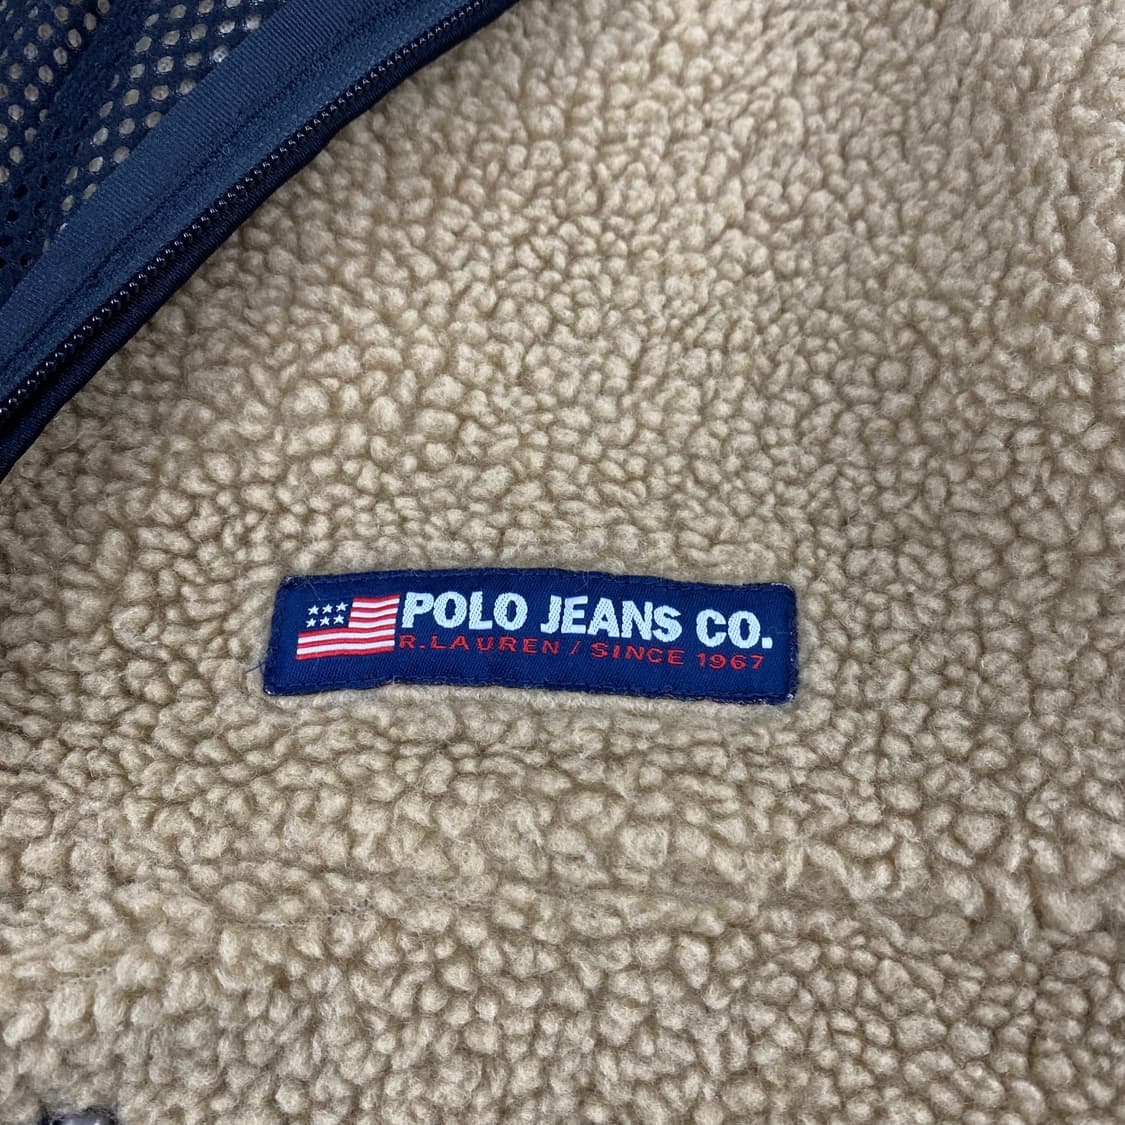 POLO JEANS CO.
R.LAUREN / SINCE 1967